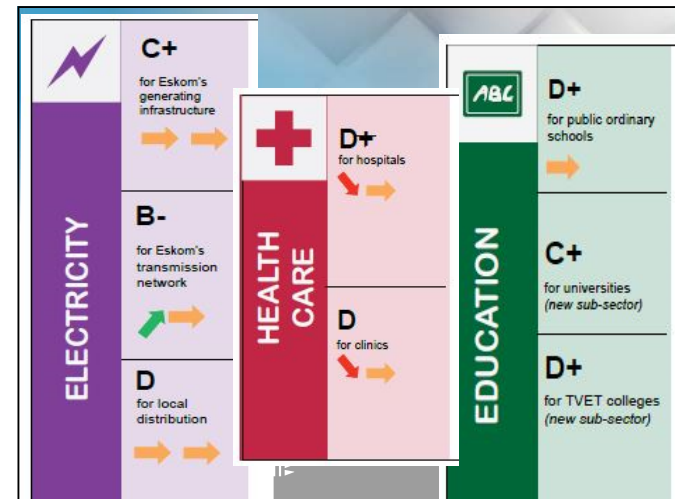 C+
for Eskom's
generating
infrastructure
B-
for Eskom's
transmission
network
D
for local
distribution
ELECTRICITY
D+
for hospitals
D
for clinics
HEALTH
CARE
ABC
D+
for public ordinary
schools
C+
for universities
(new sub-sector)
D+
for TVET colleges
(new sub-sector)
EDUCATION